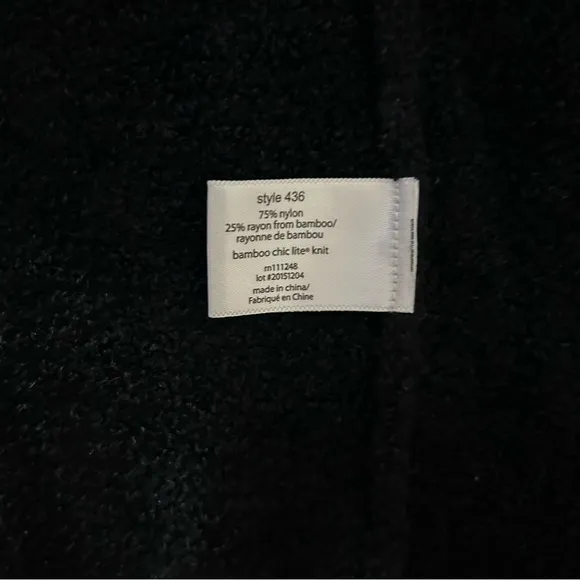 style 436
75% nylon
25% rayon from bamboo/
rayonne de bambou
bamboo chic lite® knit
m111248
lot #20151204
made in china/
Fabriqué en Chine